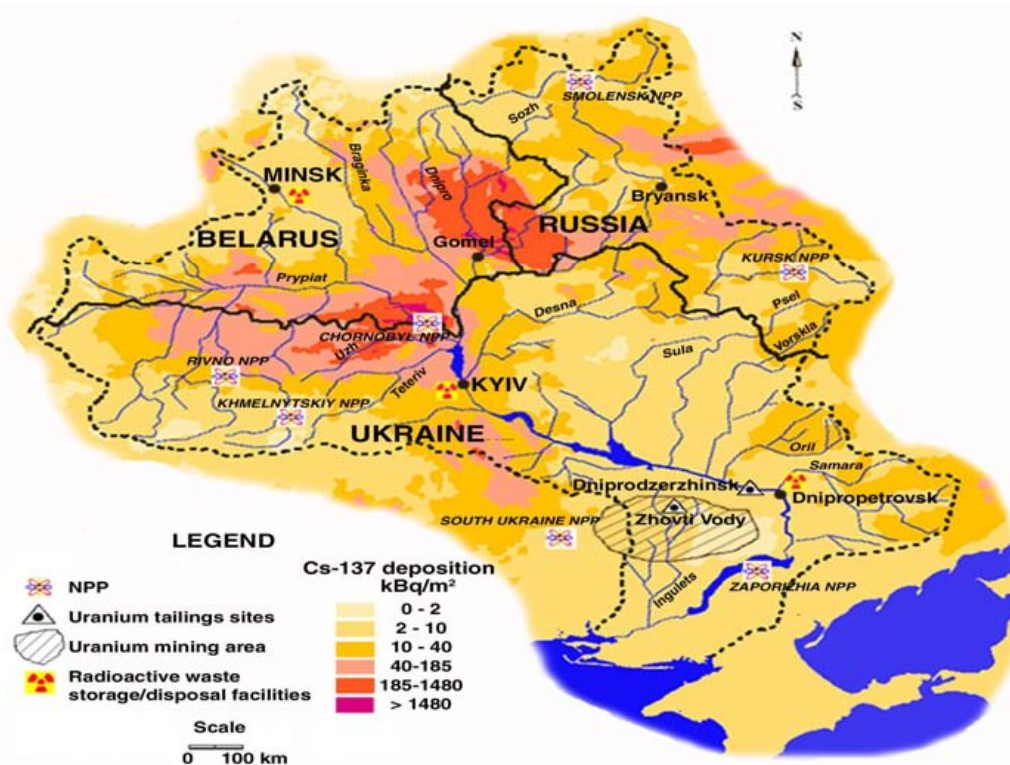 N
S
SMOLENSK NPP
Sozh
Braginka
Dnipro
MINSK
Bryansk
BELARUS
RUSSIA
Gomel
KURSK NPP
Prypiat
Desna
Psel
Vorskla
CHORNOBYL NPP
Uzh
Sula
RIVNO NPP
Teteriv
KYIV
KHMELNYTSKIY NPP
UKRAINE
Oril
Samara
Dniprodzerzhinsk
Dnipropetrovsk
Zhovti Vody
SOUTH UKRAINE NPP
Ingulets
ZAPORIZHIA NPP
LEGEND
NPP
Uranium tailings sites
Uranium mining area
Radioactive waste
storage/disposal facilities
Scale
0 100 km
Cs-137 deposition
kBq/m²
0 - 2
2 - 10
10 - 40
40-185
185-1480
> 1480